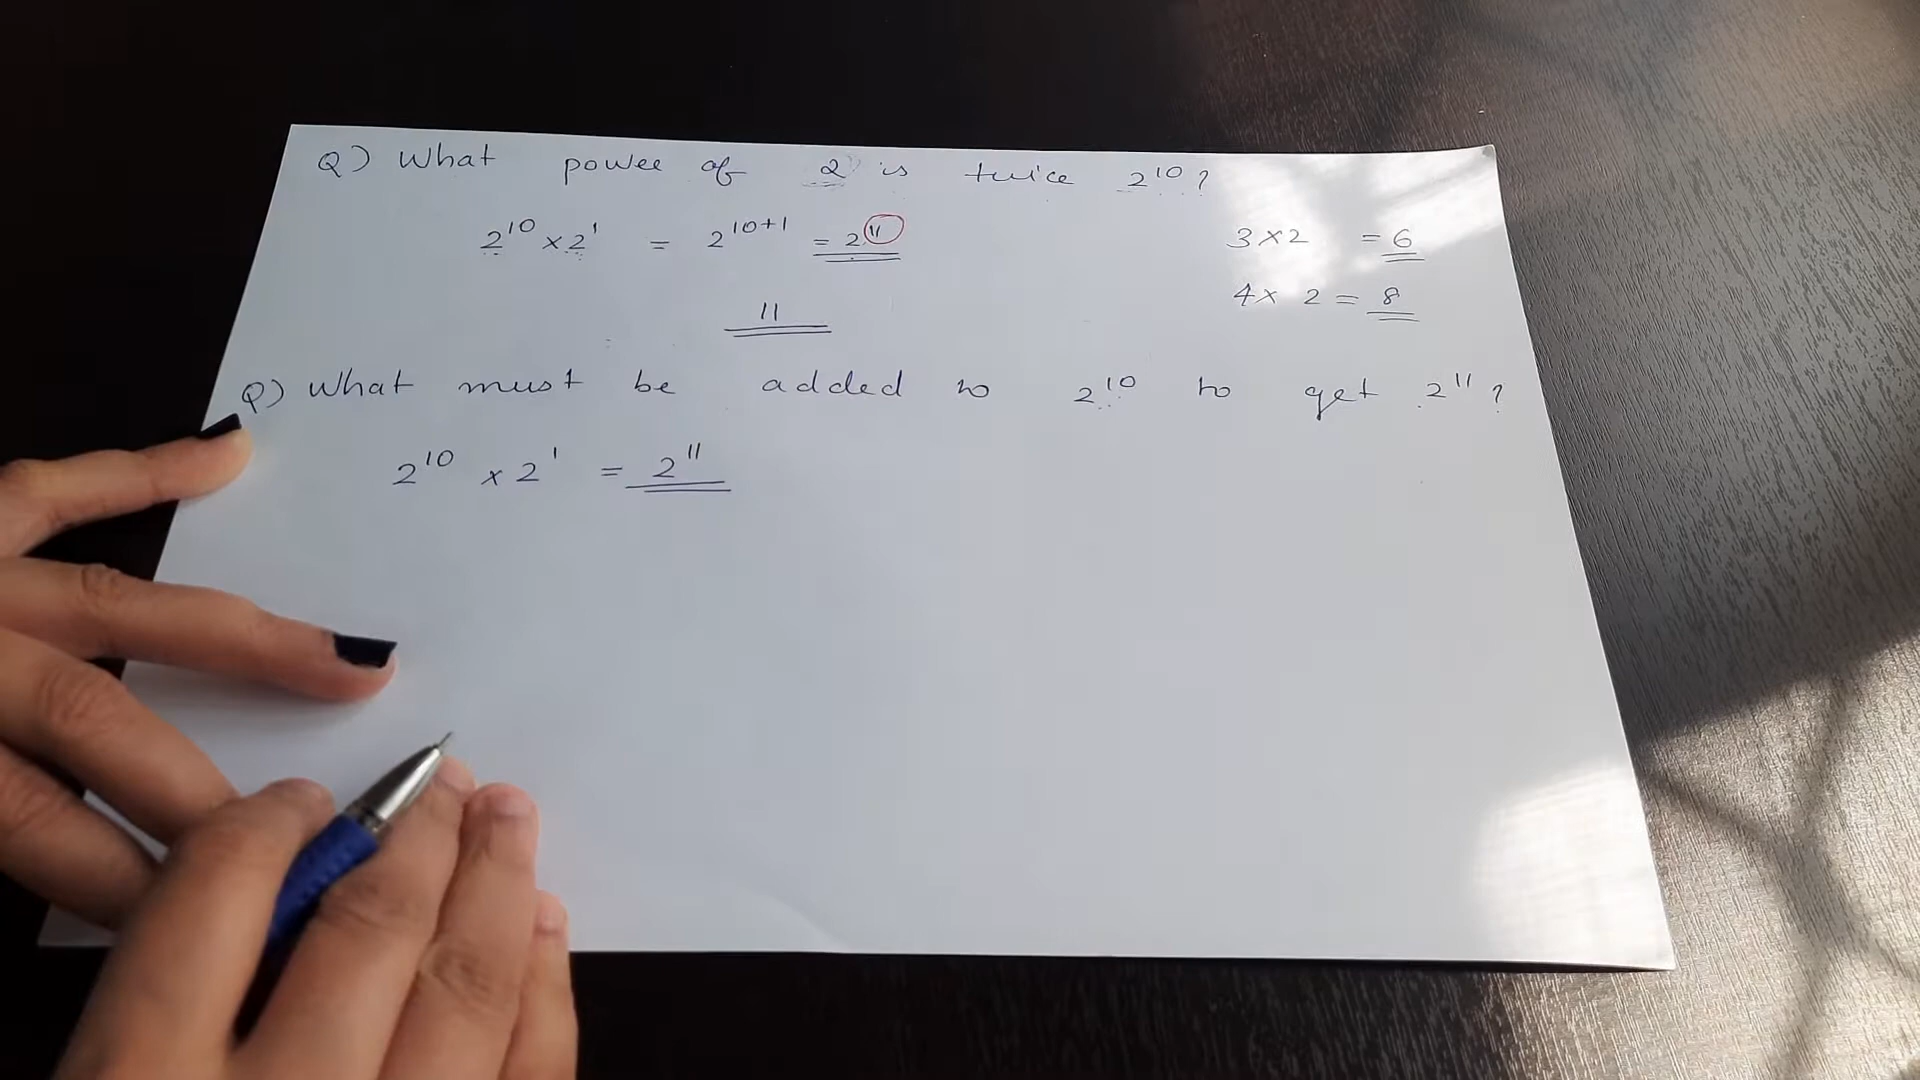 Q) What power of 2 is twice 2¹⁰?
2¹⁰ × 2¹ = 2¹⁰⁺¹ = 2¹¹
3 × 2 = 6
4 × 2 = 8
11
Q) What must be added to 2¹⁰ to get 2¹¹?
2¹⁰ × 2¹ = 2¹¹